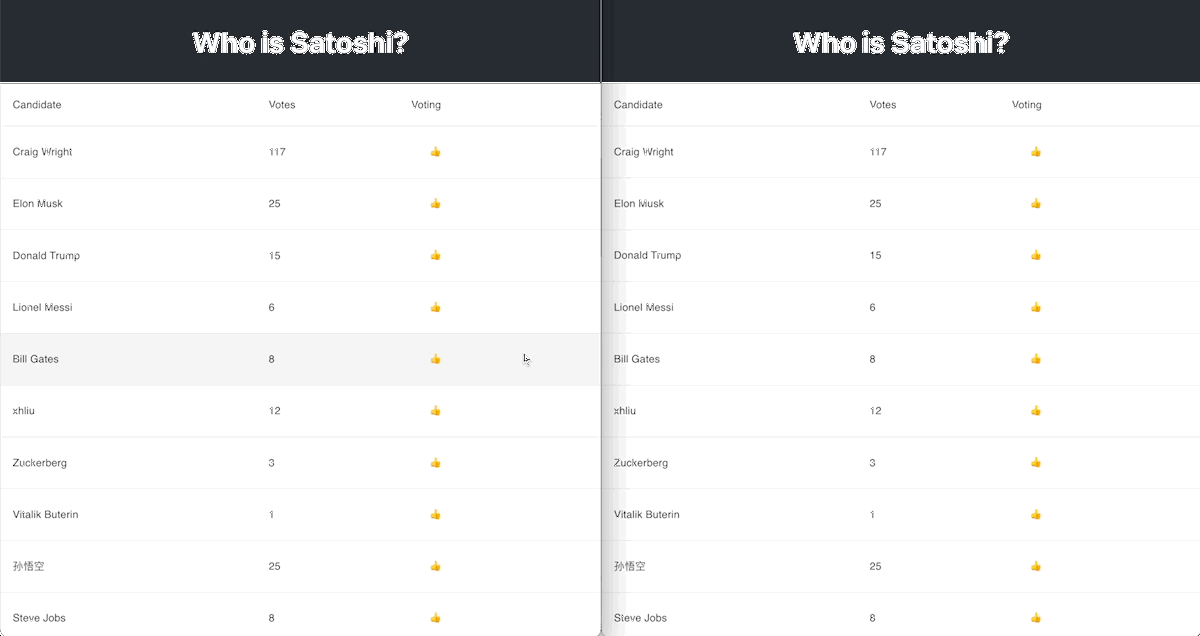 Who is Satoshi?
Candidate Votes Voting
Craig Wright 117 👍
Elon Musk 25 👍
Donald Trump 15 👍
Lionel Messi 6 👍
Bill Gates 8 👍
xhliu 12 👍
Zuckerberg 3 👍
Vitalik Buterin 1 👍
孙悟空 25 👍
Steve Jobs 8 👍
Who is Satoshi?
Candidate Votes Voting
Craig Wright 117 👍
Elon Musk 25 👍
Donald Trump 15 👍
Lionel Messi 6 👍
Bill Gates 8 👍
xhliu 12 👍
Zuckerberg 3 👍
Vitalik Buterin 1 👍
孙悟空 25 👍
Steve Jobs 8 👍